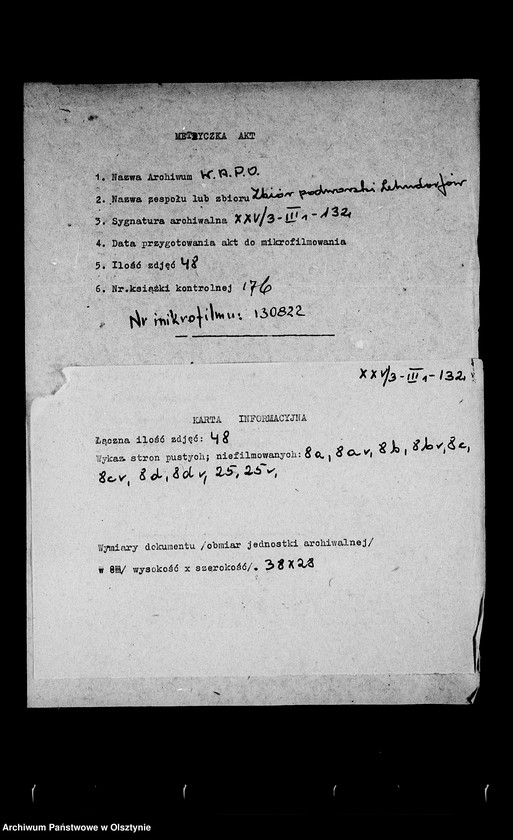 METRYCZKA AKT
1. Nazwa Archiwum W.A.P.O.
2. Nazwa zespołu lub zbioru Zbiór podworski Lehndorfów
3. Sygnatura archiwalna XXV/3-III1-132,
4. Data przygotowania akt do mikrofilmowania
5. Ilość zdjęć 48
6. Nr.książki kontrolnej 176
Nr mikrofilmu: 130822
XXV/3-III1-132,
KARTA INFORMACYJNA
Łączna ilość zdjęć: 48
Wykaz stron pustych; niefilmowanych: 8a, 8av, 8b, 8bv, 8c,
8cv, 8d, 8dv, 25, 25v,
Wymiary dokumentu /obmiar jednostki archiwalnej/
w / wysokość x szerokość/. 38x28
Archiwum Państwowe w Olsztynie